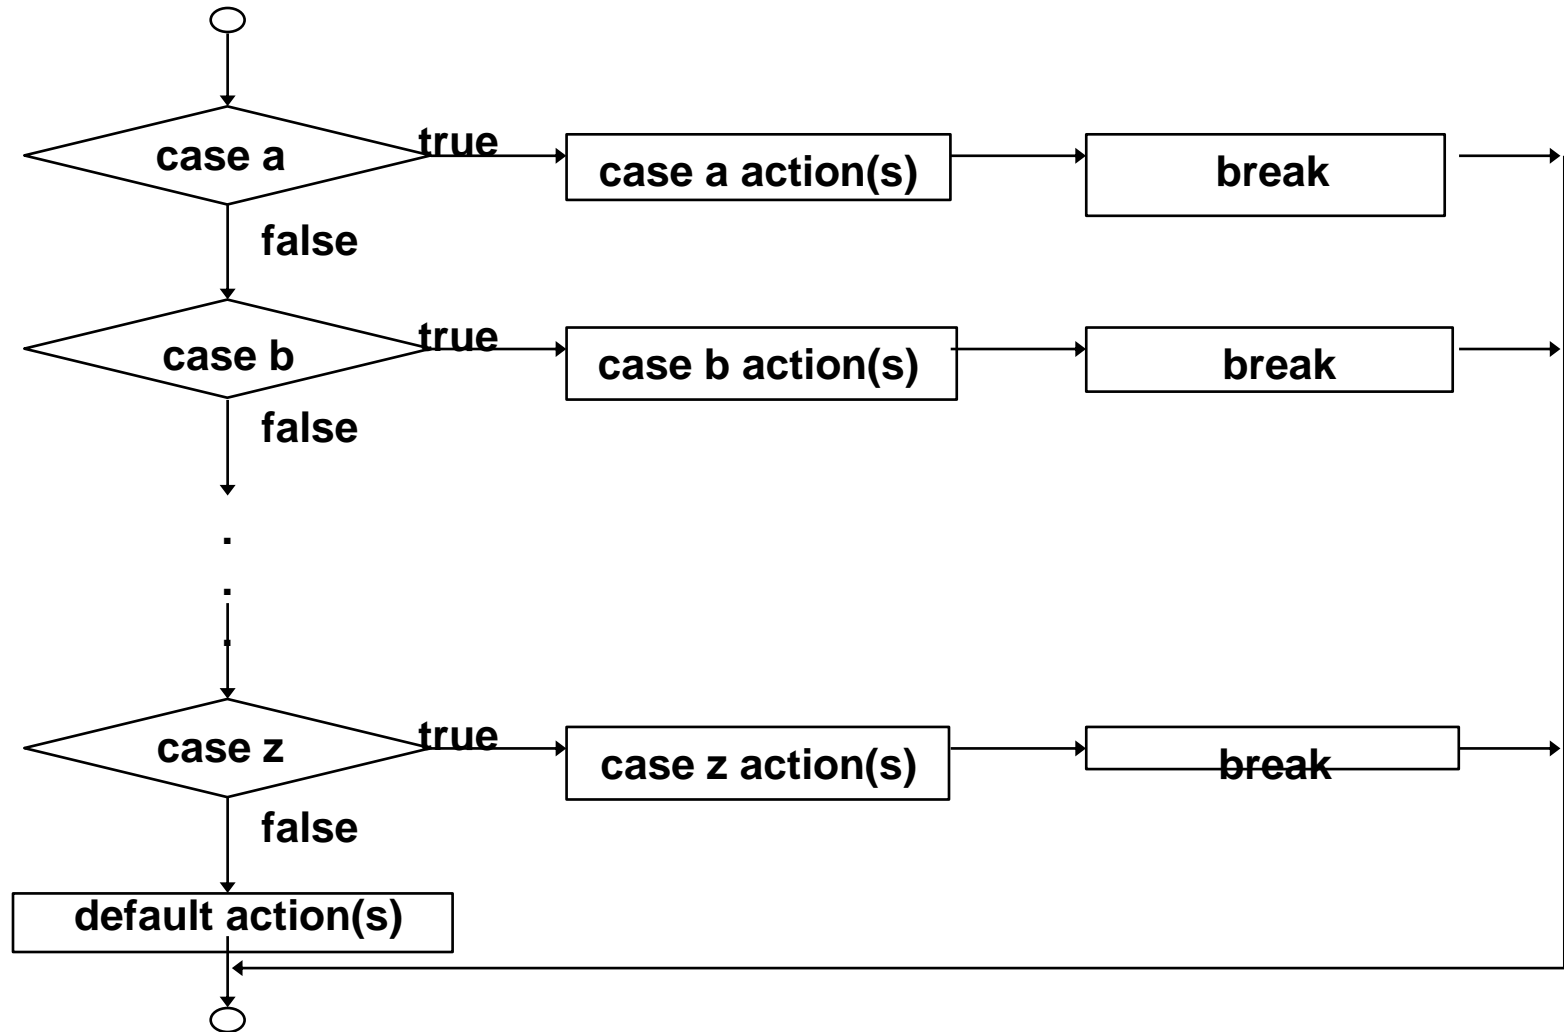 true
case a
case a action(s)
break
false
true
case b
case b action(s)
break
false
.
.
.
true
case z
case z action(s)
break
false
default action(s)